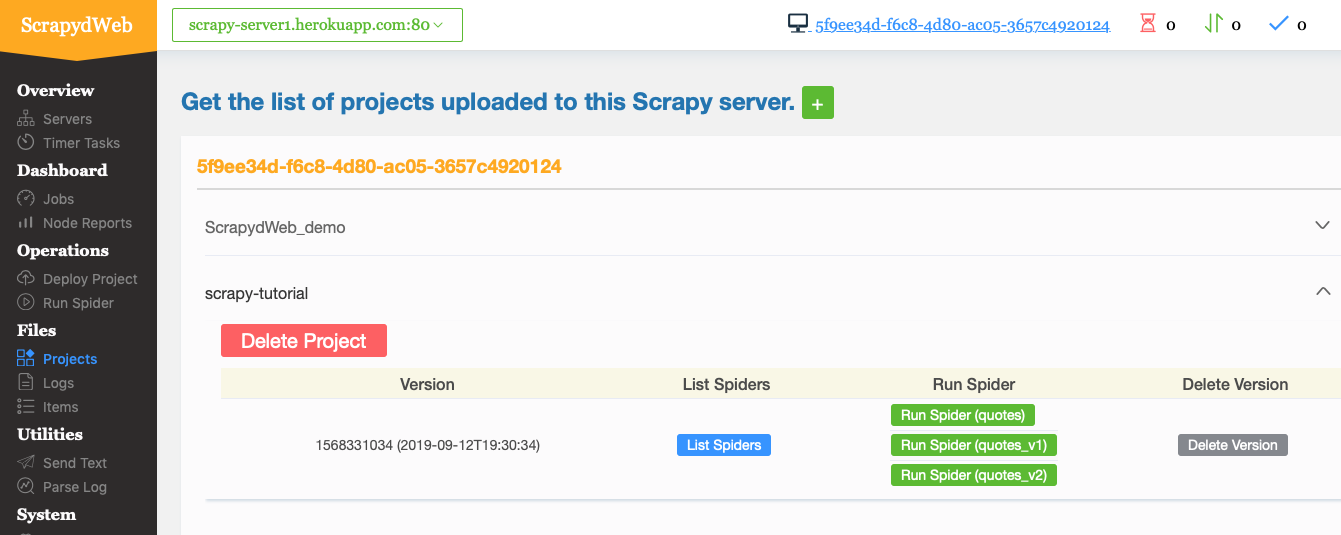 ScrapydWeb
scrapy-server1.herokuapp.com:80
5f9ee34d-f6c8-4d80-ac05-3657c4920124 0 0 0
Overview
Servers
Timer Tasks
Dashboard
Jobs
Node Reports
Operations
Deploy Project
Run Spider
Files
Projects
Logs
Items
Utilities
Send Text
Parse Log
System
Get the list of projects uploaded to this Scrapy server. +
5f9ee34d-f6c8-4d80-ac05-3657c4920124
ScrapydWeb_demo
scrapy-tutorial
Delete Project
Version List Spiders Run Spider Delete Version
Run Spider (quotes)
1568331034 (2019-09-12T19:30:34) List Spiders Run Spider (quotes_v1) Delete Version
Run Spider (quotes_v2)